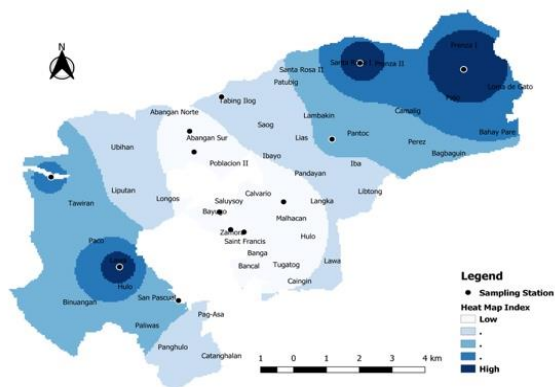 N
Prenza I
Santa Rosa I
Prenza II
Santa Rosa II
Patubig
Loma de Gato
Tabing Ilog
Lambakin
Camalig
Abangan Norte
Saog
Abangan Sur
Lias
Pantoc
Bahay Pare
Perez
Ubihan
Ibayo
Bagbaguin
Poblacion II
Iba
Pandayan
Liputan
Longos
Saluysoy
Calvario
Langka
Libtong
Tawiran
Bayugo
Malhacan
Zamora
Saint Francis
Hulo
Paco
Banga
Lawa
Bancal
Tugatog
Hulo
Caingin
Binuangan
San Pascual
Pag-Asa
Paliwas
Panghulo
Catanghalan
Legend
Sampling Station
Heat Map Index
Low
.
.
.
High
1 0 1 2 3 4 km